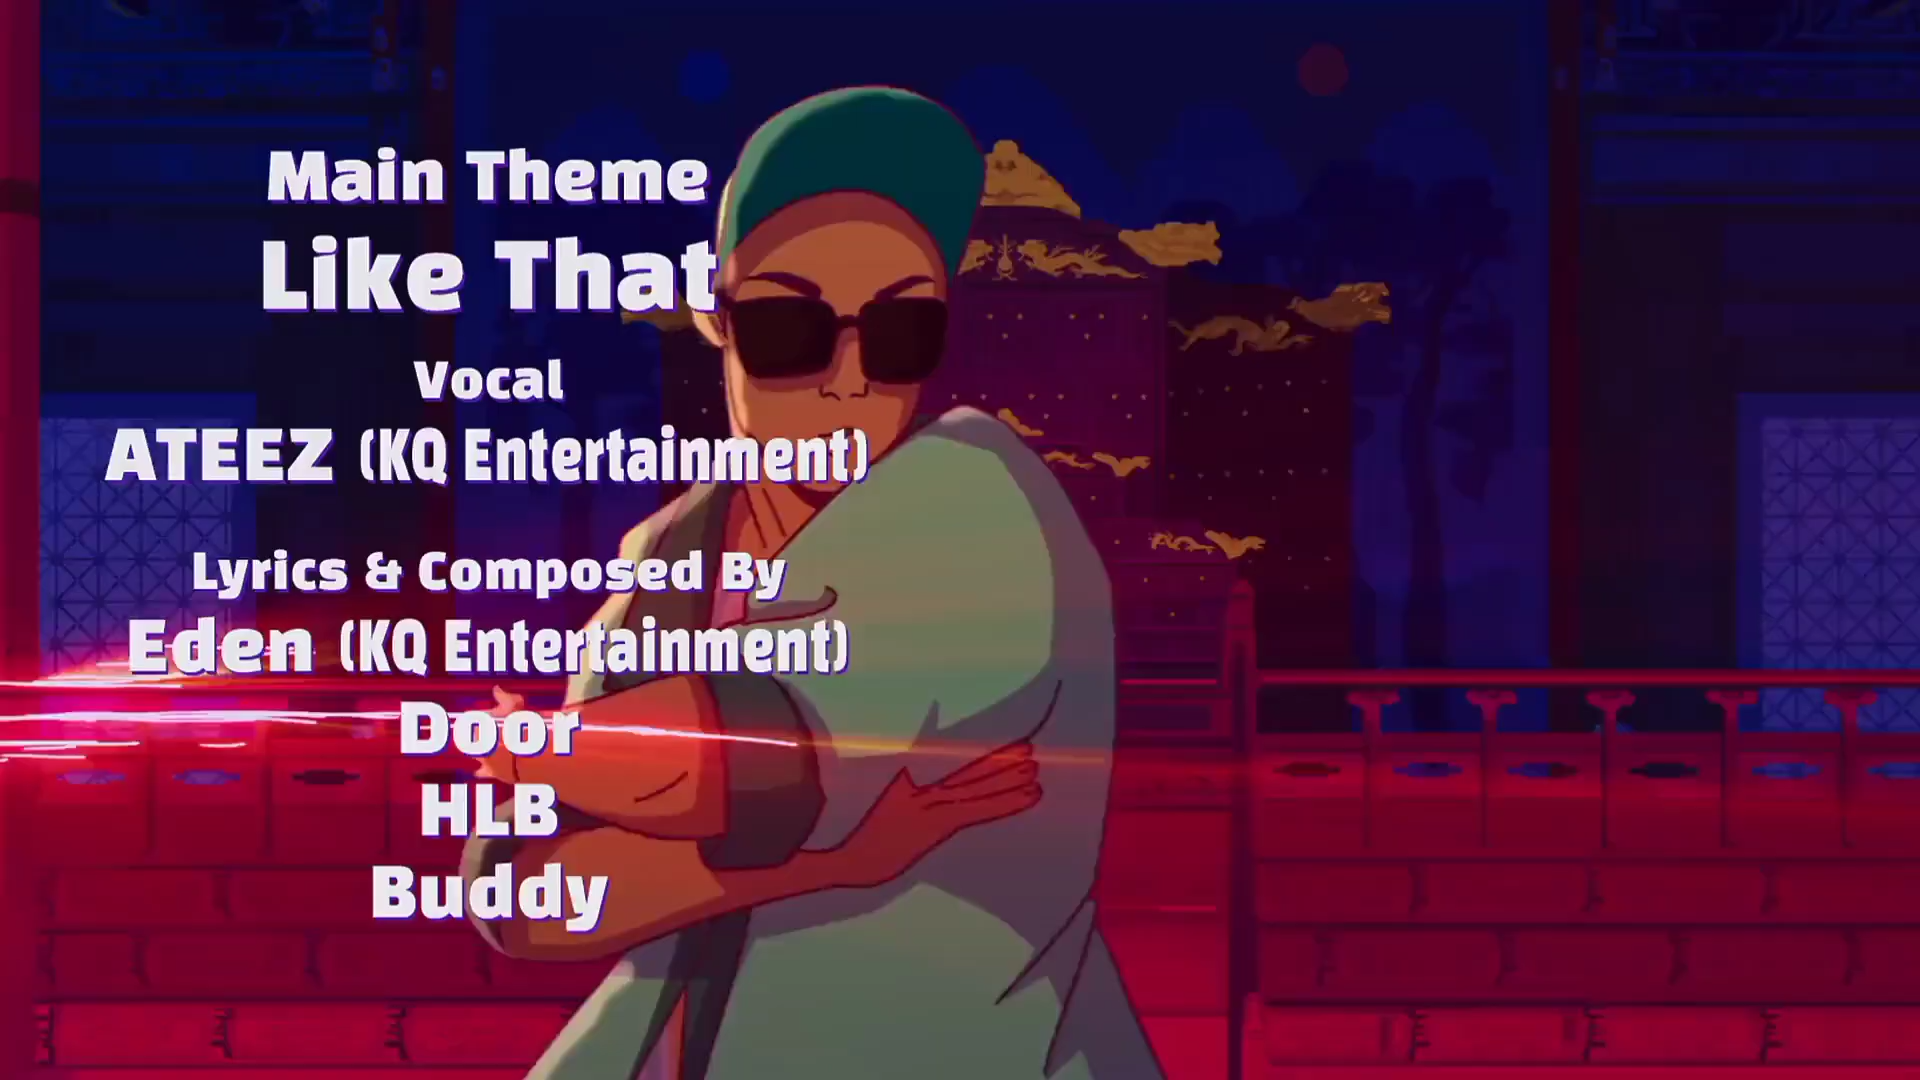 Main Theme
Like That
Vocal
ATEEZ (KQ Entertainment)
Lyrics & Composed By
Eden (KQ Entertainment)
Door
HLB
Buddy